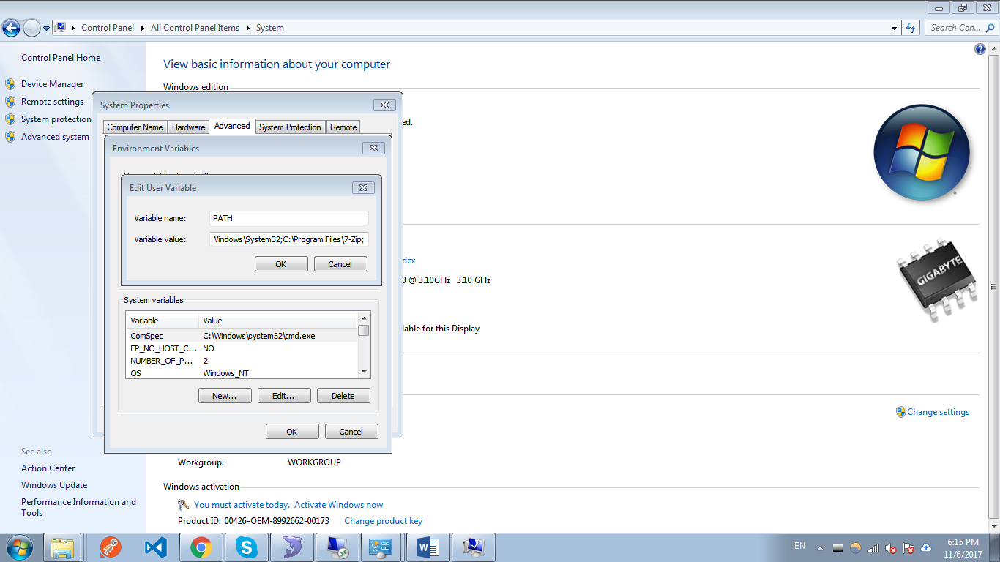 Control Panel
All Control Panel Items
System
Search Con...
Control Panel Home
Device Manager
Remote settings
System protection
Advanced system
View basic information about your computer
Windows edition
ed.
System Properties
Computer Name
Hardware
Advanced
System Protection
Remote
Environment Variables
Edit User Variable
Variable name:
PATH
Variable value:
Windows\System32;C:\Program Files\7-Zip;
OK
Cancel
System variables
Variable Value
ComSpec C:\Windows\system32\cmd.exe
FP_NO_HOST_C... NO
NUMBER_OF_P... 2
OS Windows_NT
New...
Edit...
Delete
OK
Cancel
dex
0 @ 3.10GHz 3.10 GHz
lable for this Display
GIGABYTE
Change settings
Workgroup: WORKGROUP
Windows activation
You must activate today. Activate Windows now
Product ID: 00426-OEM-8992662-00173 Change product key
See also
Action Center
Windows Update
Performance Information and
Tools
EN
6:15 PM
11/6/2017